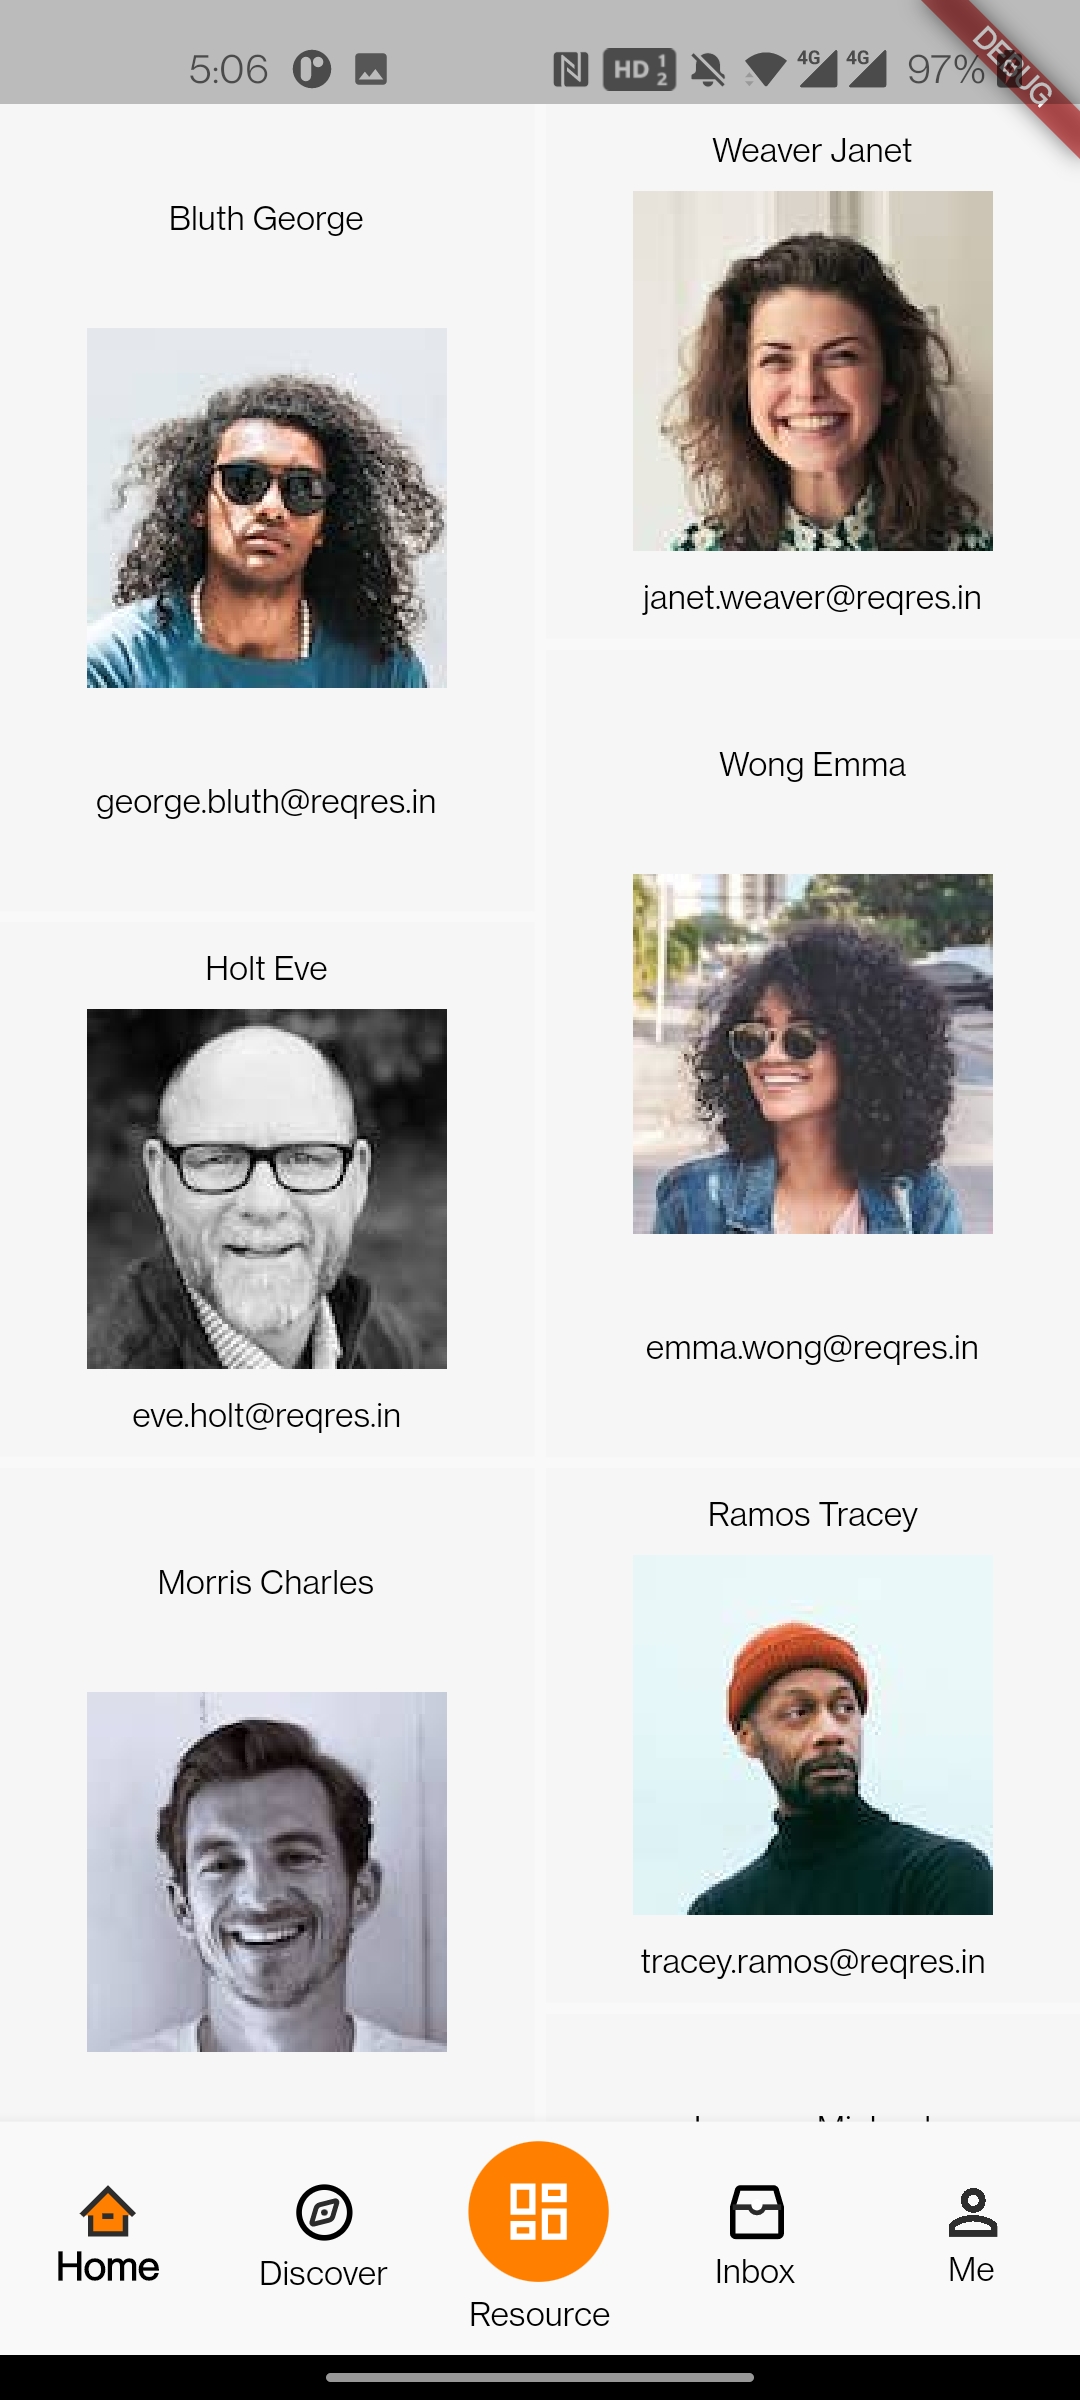 5:06
HD 1 2
4G
4G
97%
DEBUG
Bluth George
george.bluth@reqres.in
Weaver Janet
janet.weaver@reqres.in
Holt Eve
eve.holt@reqres.in
Wong Emma
emma.wong@reqres.in
Morris Charles
Ramos Tracey
tracey.ramos@reqres.in
Home
Discover
Resource
Inbox
Me